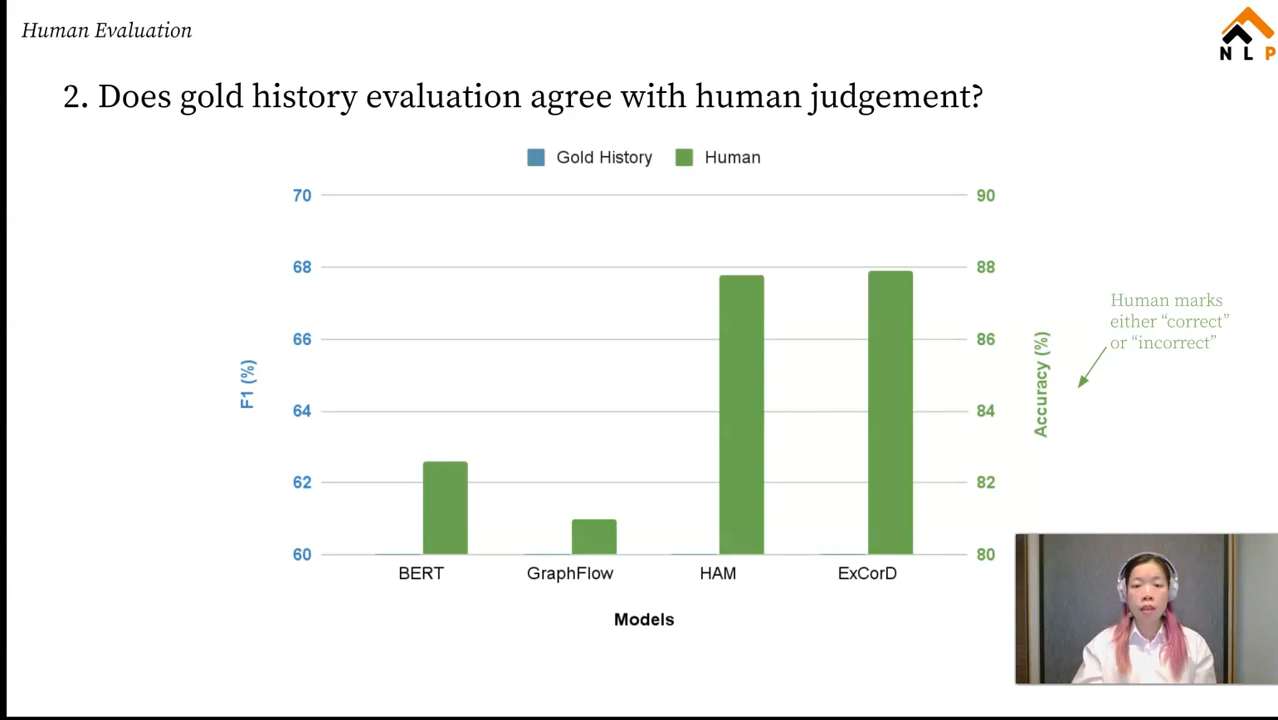 Human Evaluation
NLP
2. Does gold history evaluation agree with human judgement?
Gold History
Human
70
68
66
64
62
60
F1 (%)
90
88
86
84
82
80
Accuracy (%)
Human marks
either “correct”
or “incorrect”
BERT
GraphFlow
HAM
ExCorD
Models